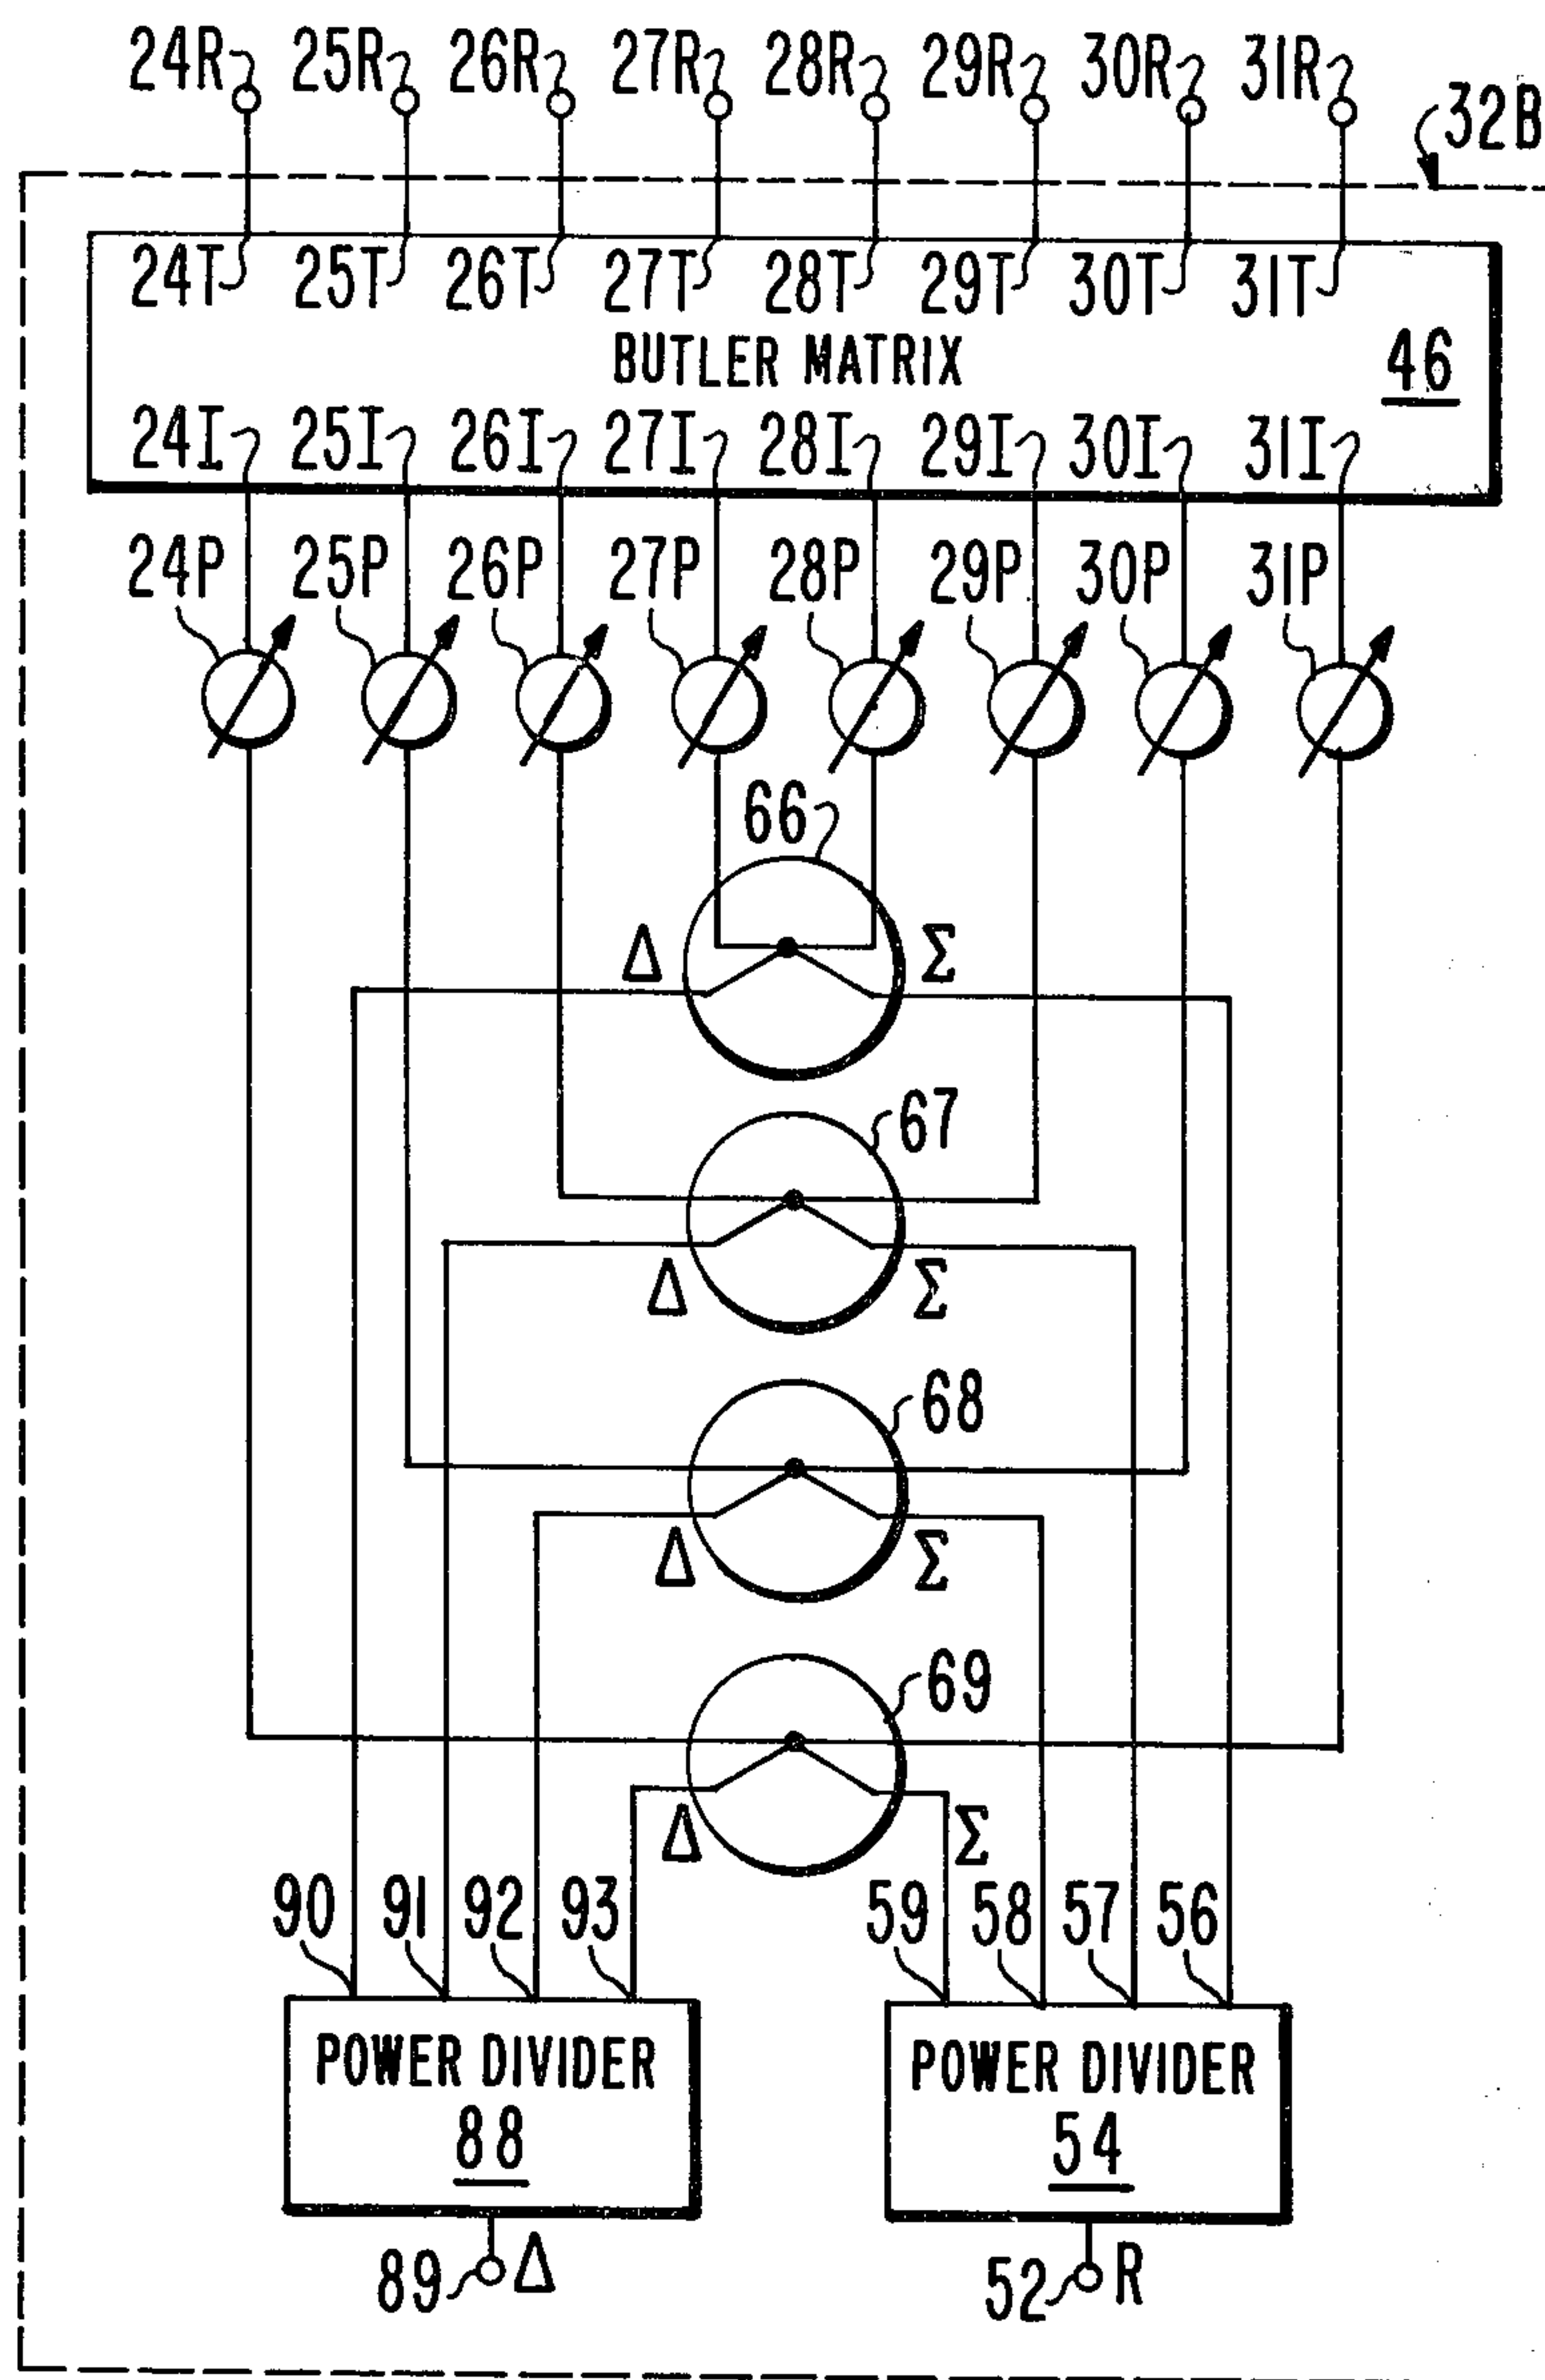 24R 25R 26R 27R 28R 29R 30R 31R
32B
24T 25T 26T 27T 28T 29T 30T 31T
BUTLER MATRIX
46
24I 25I 26I 27I 28I 29I 30I 31I
24P 25P 26P 27P 28P 29P 30P 31P
66
Δ Σ
67
Δ Σ
68
Δ Σ
69
Δ Σ
90 91 92 93 59 58 57 56
POWER DIVIDER POWER DIVIDER
88 54
89 Δ 52 R